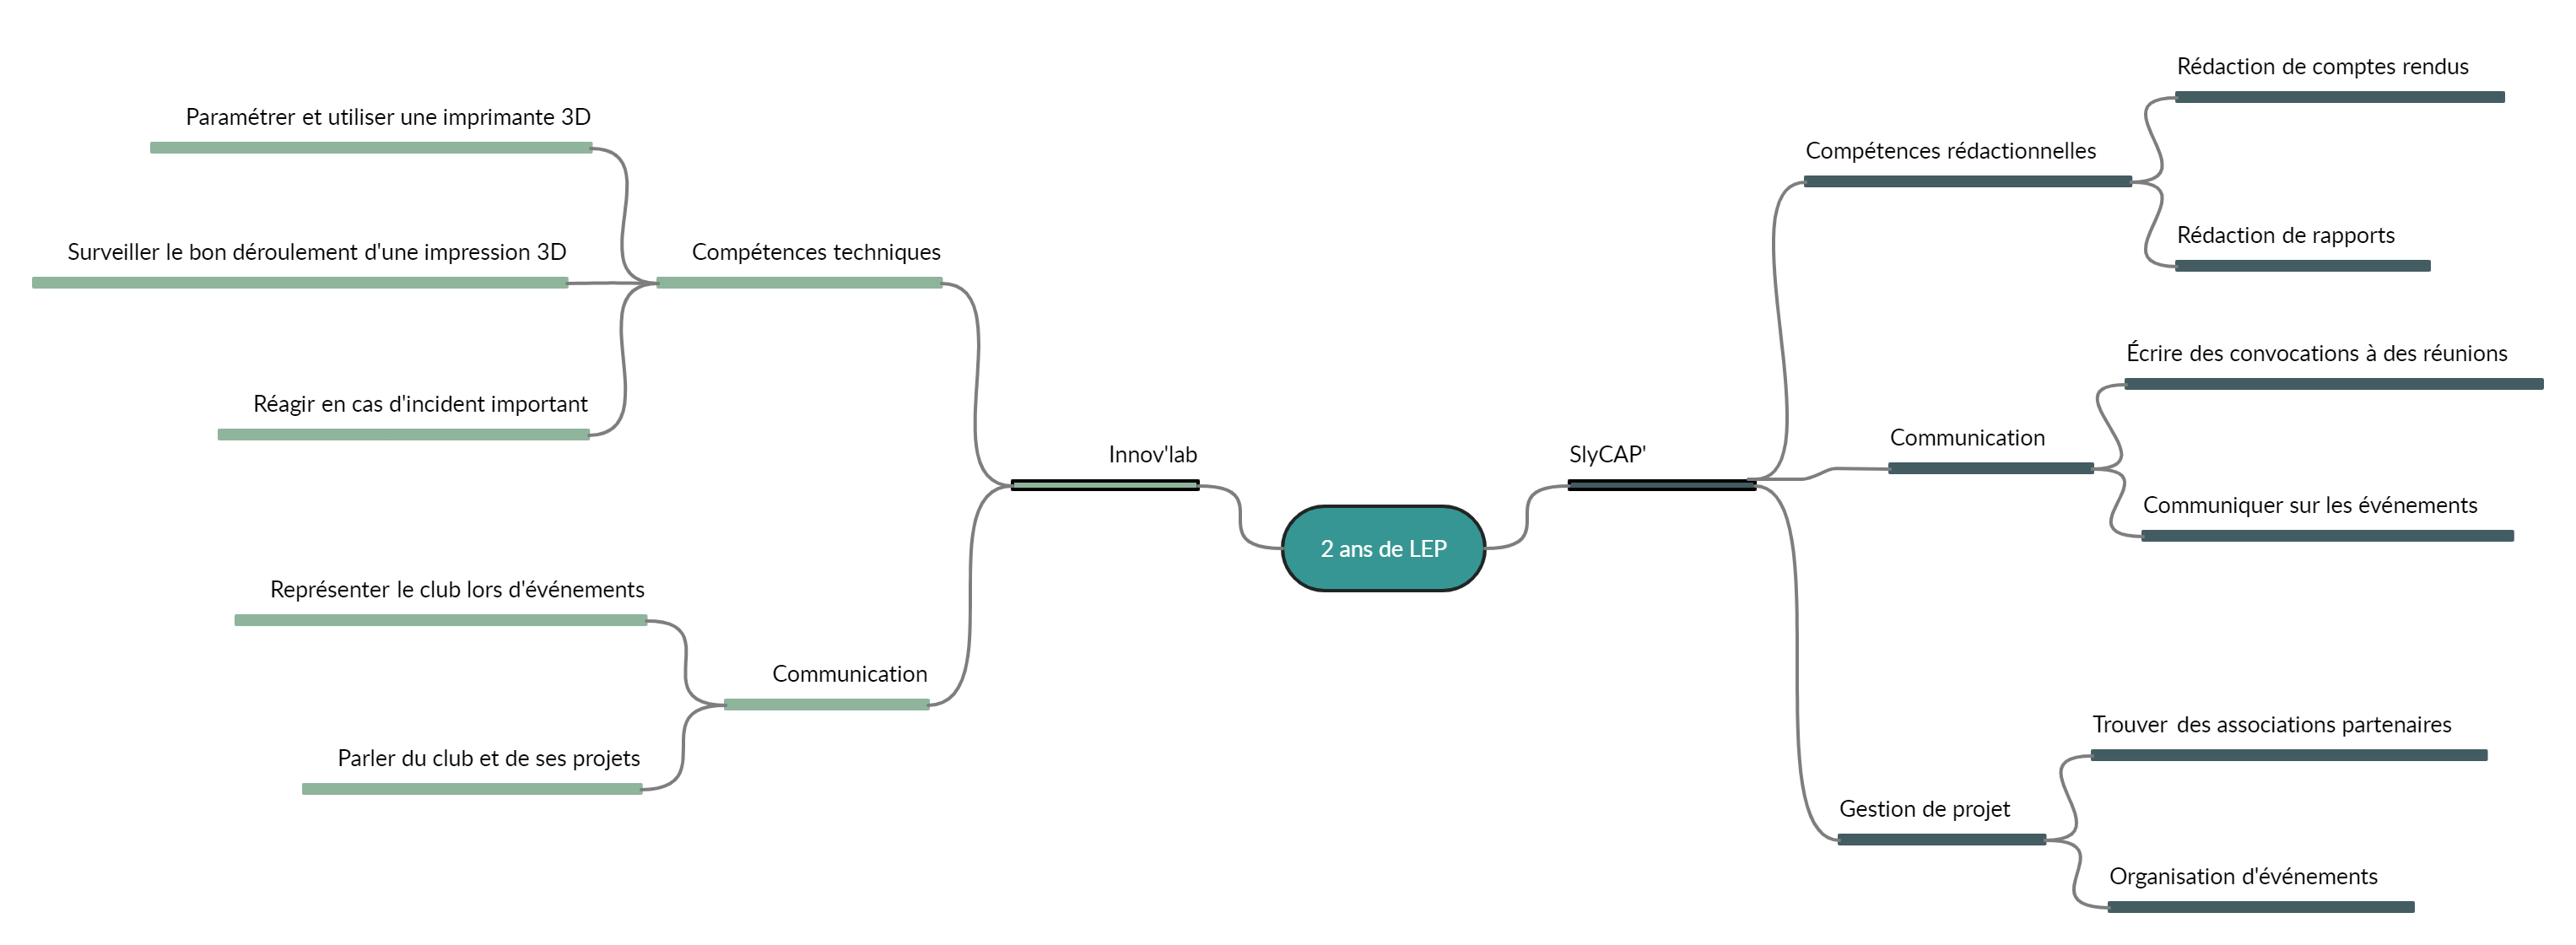 Paramétrer et utiliser une imprimante 3D
Surveiller le bon déroulement d'une impression 3D
Réagir en cas d'incident important
Compétences techniques
Représenter le club lors d'événements
Parler du club et de ses projets
Communication
Innov'lab
2 ans de LEP
SlyCAP'
Compétences rédactionnelles
Rédaction de comptes rendus
Rédaction de rapports
Communication
Écrire des convocations à des réunions
Communiquer sur les événements
Gestion de projet
Trouver des associations partenaires
Organisation d'événements